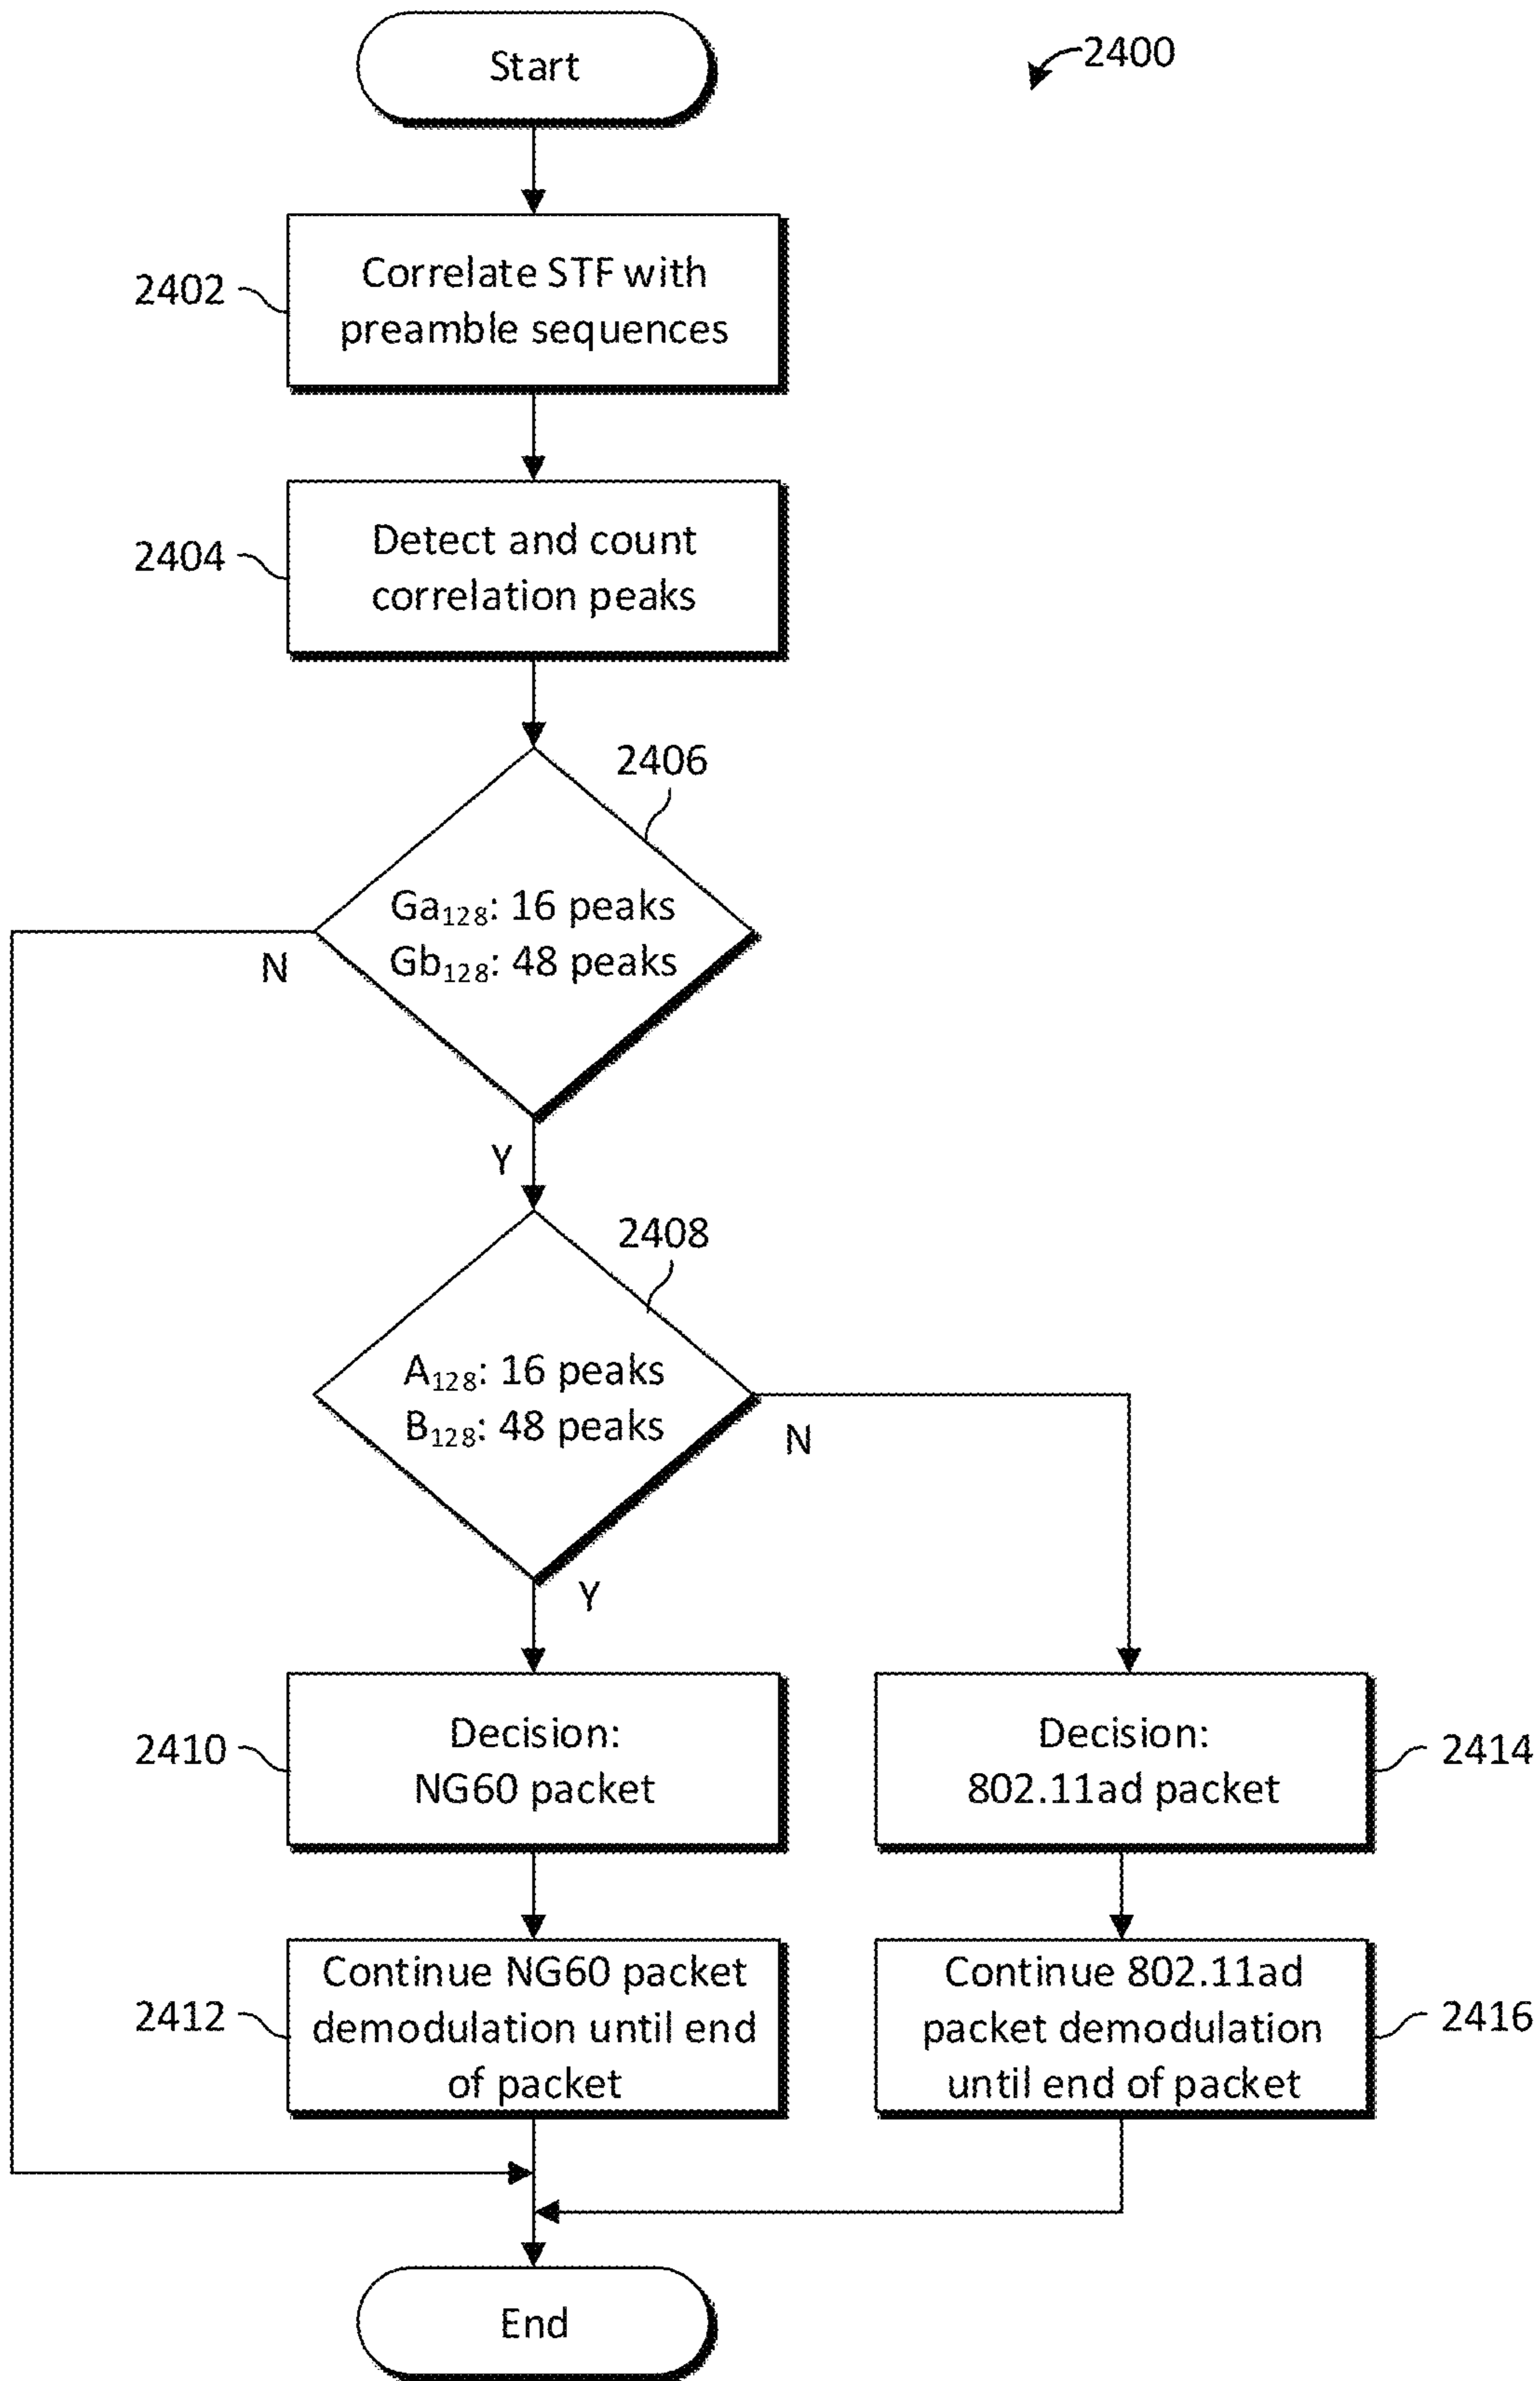 Start
2400
2402
Correlate STF with
preamble sequences
2404
Detect and count
correlation peaks
2406
Ga₁₂₈: 16 peaks
Gb₁₂₈: 48 peaks
N
Y
2408
A₁₂₈: 16 peaks
B₁₂₈: 48 peaks
N
Y
2410
Decision:
NG60 packet
Decision:
802.11ad packet
2414
2412
Continue NG60 packet
demodulation until end
of packet
Continue 802.11ad
packet demodulation
until end of packet
2416
End